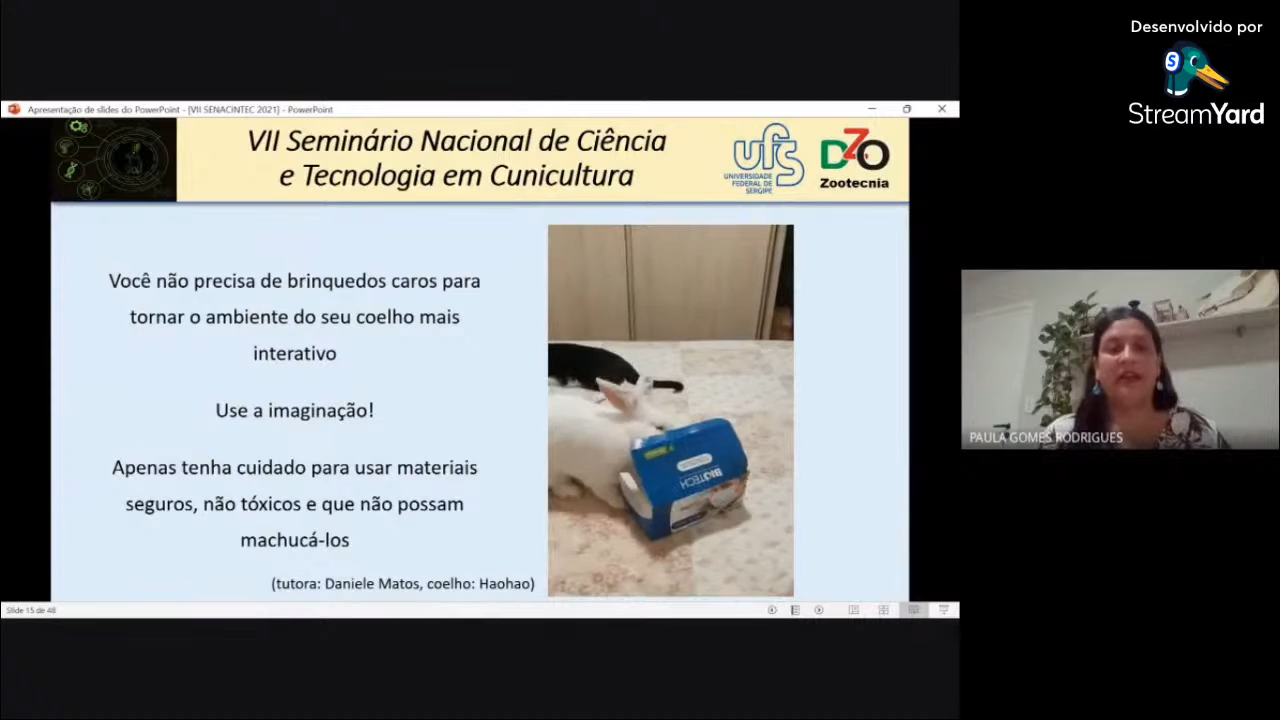 Desenvolvido por
StreamYard
Apresentação de slides do PowerPoint - [VII SENACINTEC 2021] - PowerPoint
VII Seminário Nacional de Ciência
e Tecnologia em Cunicultura
ufs
UNIVERSIDADE
FEDERAL DE
SERGIPE
DZO
Zootecnia
Você não precisa de brinquedos caros para
tornar o ambiente do seu coelho mais
interativo
Use a imaginação!
Apenas tenha cuidado para usar materiais
seguros, não tóxicos e que não possam
machucá-los
(tutora: Daniele Matos, coelho: Haohao)
BIOTECH
PAULA GOMES RODRIGUES
Slide 15 de 48